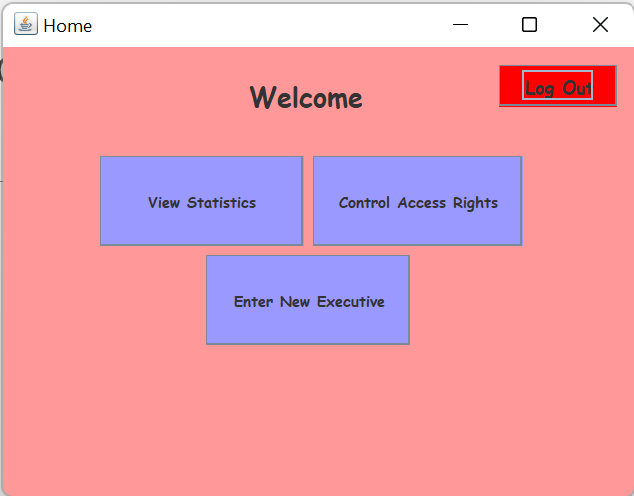 Home
Welcome
Log Out
View Statistics
Control Access Rights
Enter New Executive